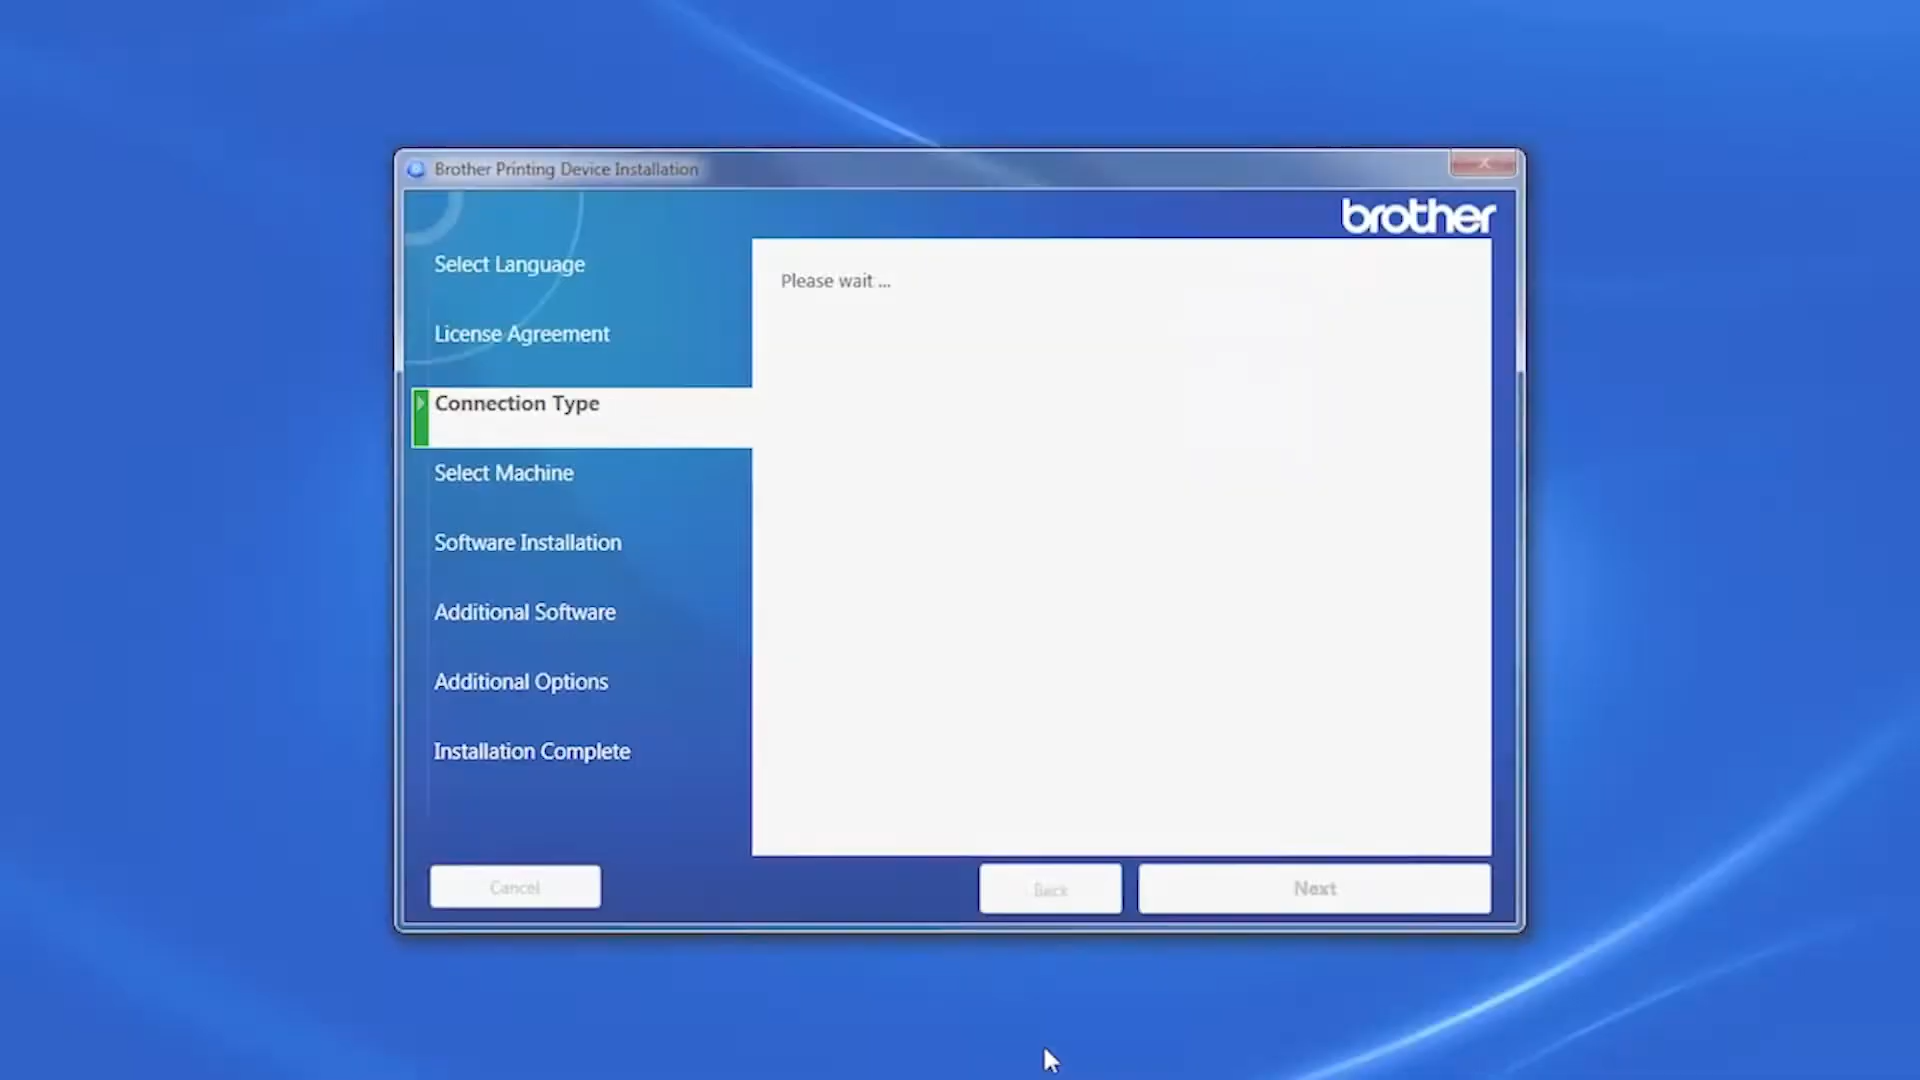 Brother Printing Device Installation
brother
Select Language
License Agreement
Connection Type
Select Machine
Software Installation
Additional Software
Additional Options
Installation Complete
Please wait ...
Cancel
Back
Next